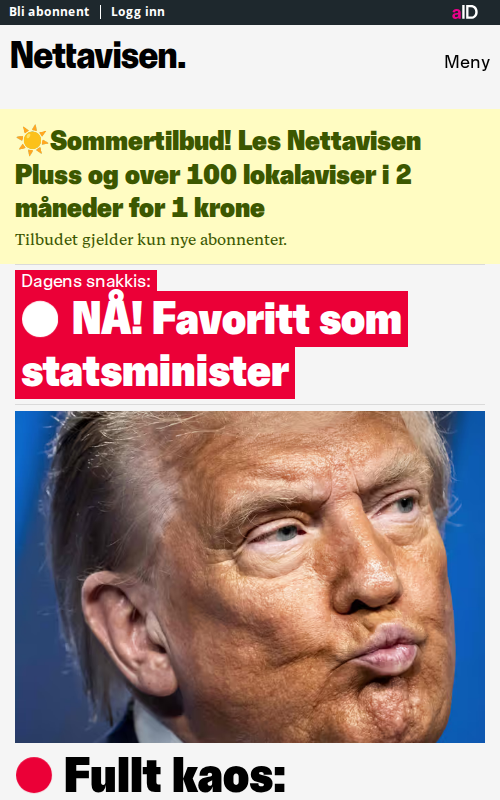 Bli abonnent | Logg inn
aID
Nettavisen.
Meny
☀️Sommertilbud! Les Nettavisen
Pluss og over 100 lokalaviser i 2
måneder for 1 krone
Tilbudet gjelder kun nye abonnenter.
Dagens snakkis:
NÅ! Favoritt som
statsminister
Fullt kaos: